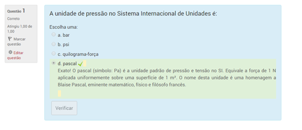 Questão 1
Correto
Atingiu 1,00 de 1,00
Marcar questão
Editar questão
A unidade de pressão no Sistema Internacional de Unidades é:
Escolha uma:
a. bar
b. psi
c. quilograma-força
d. pascal
Exato! O pascal (símbolo: Pa) é a unidade padrão de pressão e tensão no SI. Equivale a força de 1 N
aplicada uniformemente sobre uma superfície de 1 m². O nome desta unidade é uma homenagem a
Blaise Pascal, eminente matemático, físico e filósofo francês.
Verificar